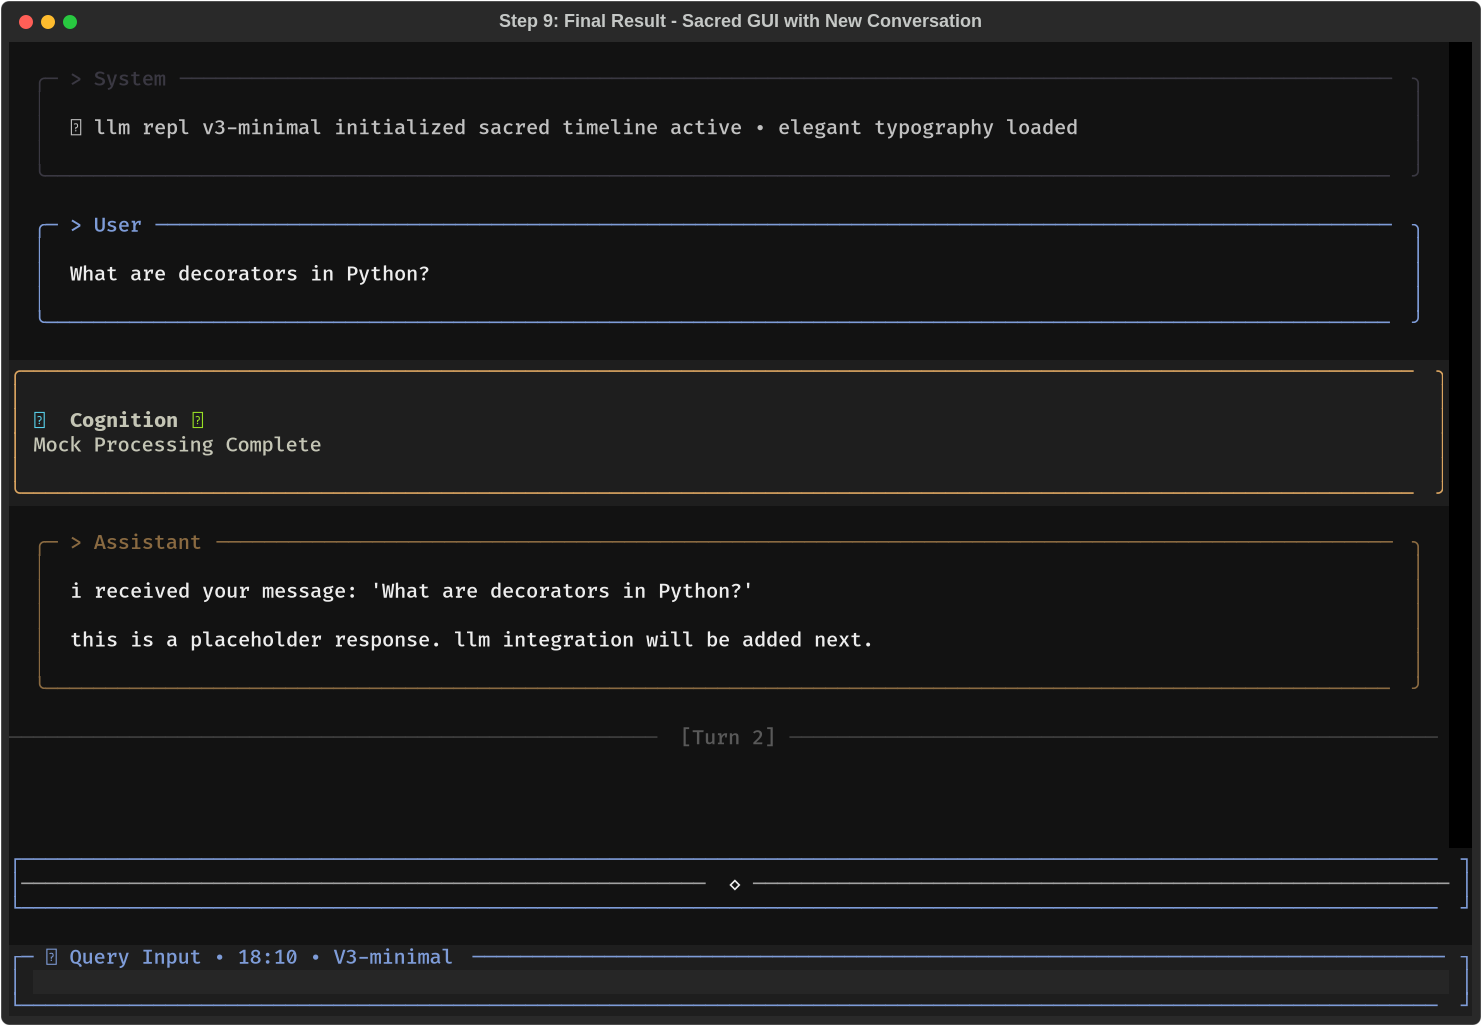 Step 9: Final Result - Sacred GUI with New Conversation
> System
llm repl v3-minimal initialized sacred timeline active • elegant typography loaded
> User
What are decorators in Python?
Cognition
Mock Processing Complete
> Assistant
i received your message: 'What are decorators in Python?'
this is a placeholder response. llm integration will be added next.
[Turn 2]
Query Input • 18:10 • V3-minimal